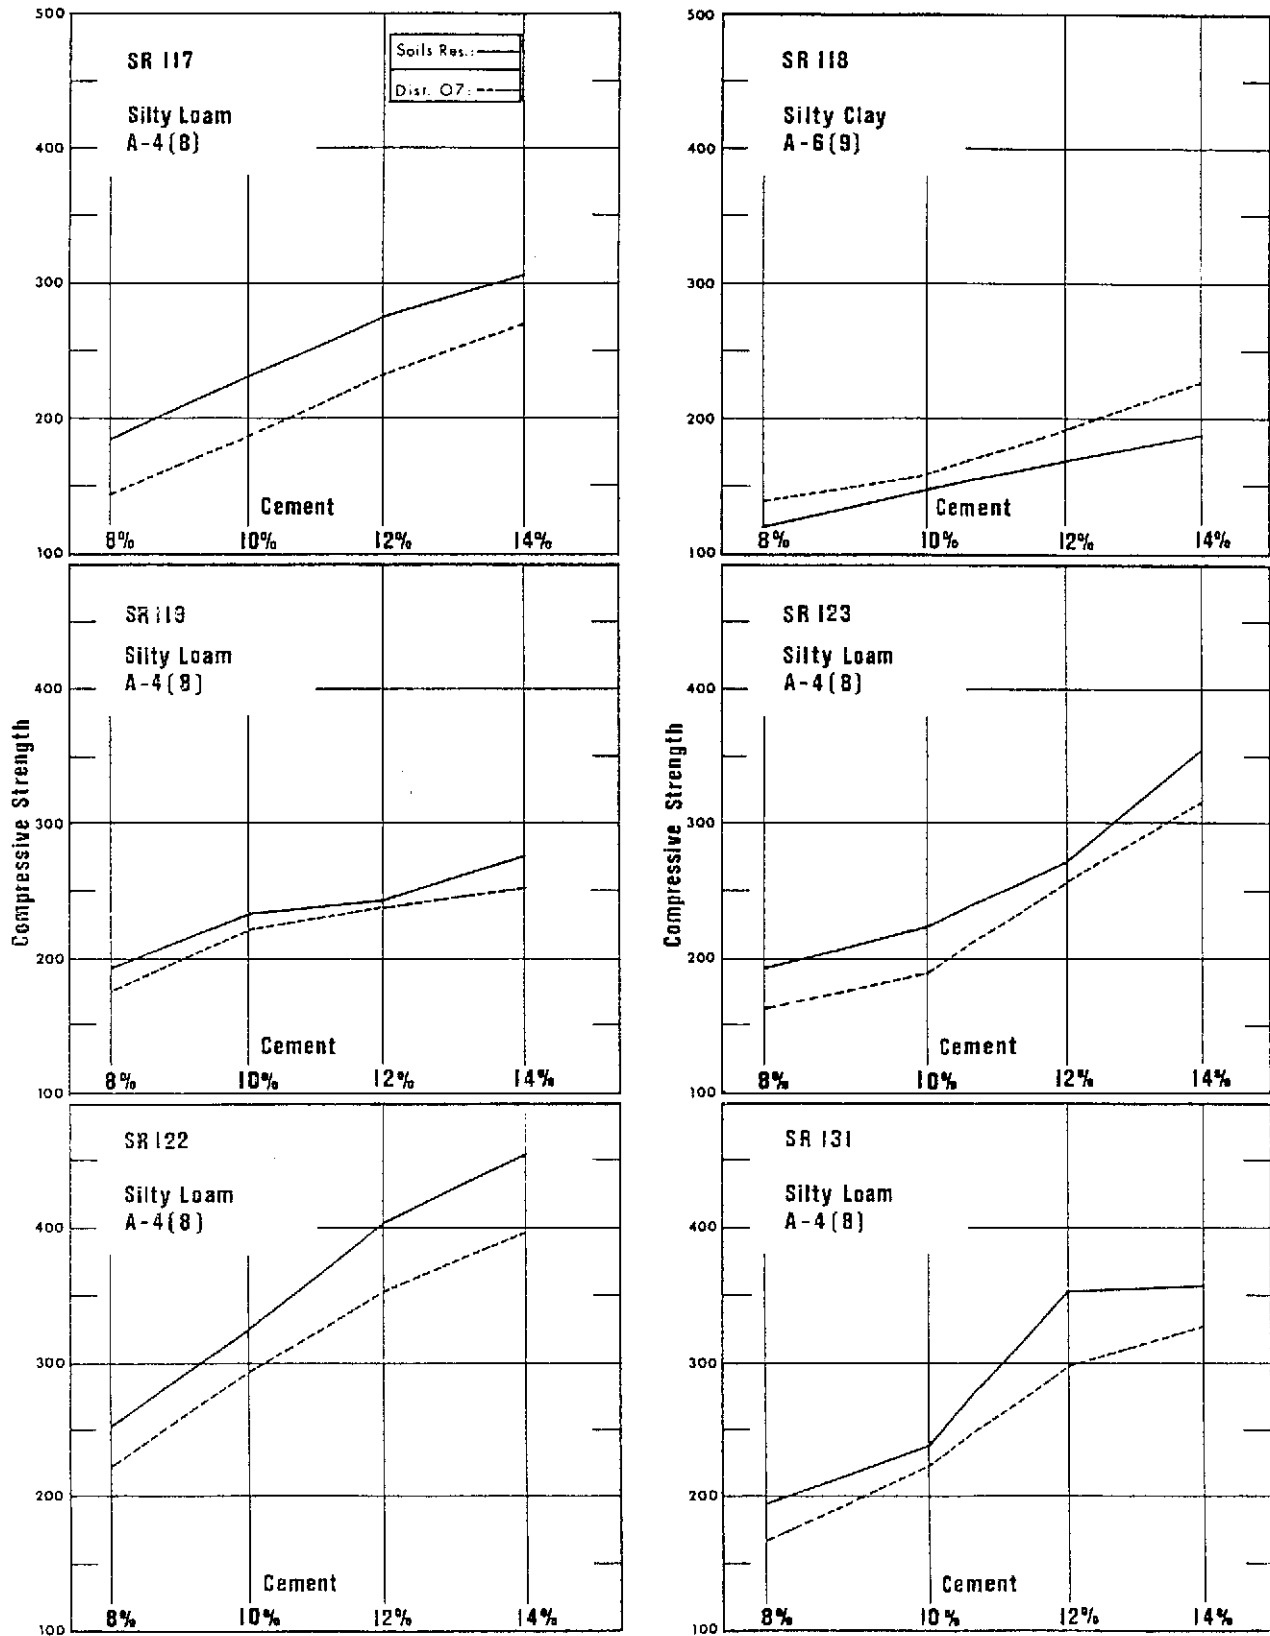 500
SR 117
Silty Loam
A-4(8)
Soils Res.:
Dist. 07:
400
300
200
Cement
100
8%
10%
12%
14%
500
SR 118
Silty Clay
A-6(9)
400
300
200
Cement
100
8%
10%
12%
14%
SR 119
Silty Loam
A-4(8)
400
Compressive Strength
300
200
Cement
100
8%
10%
12%
14%
SR 123
Silty Loam
A-4(8)
400
Compressive Strength
300
200
Cement
100
8%
10%
12%
14%
SR 122
Silty Loam
A-4(8)
400
300
200
Cement
100
8%
10%
12%
14%
SR 131
Silty Loam
A-4(8)
400
300
200
Cement
100
8%
10%
12%
14%